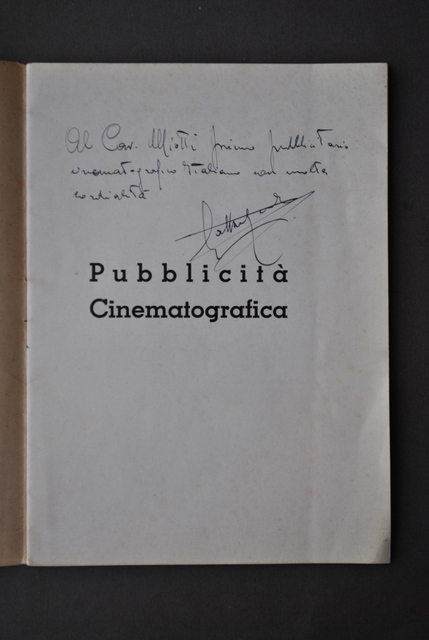 Al Cav. Miotti primo pubblicitario
cinematografico Italiano con molta
cordialità
Pubblicità
Cinematografica